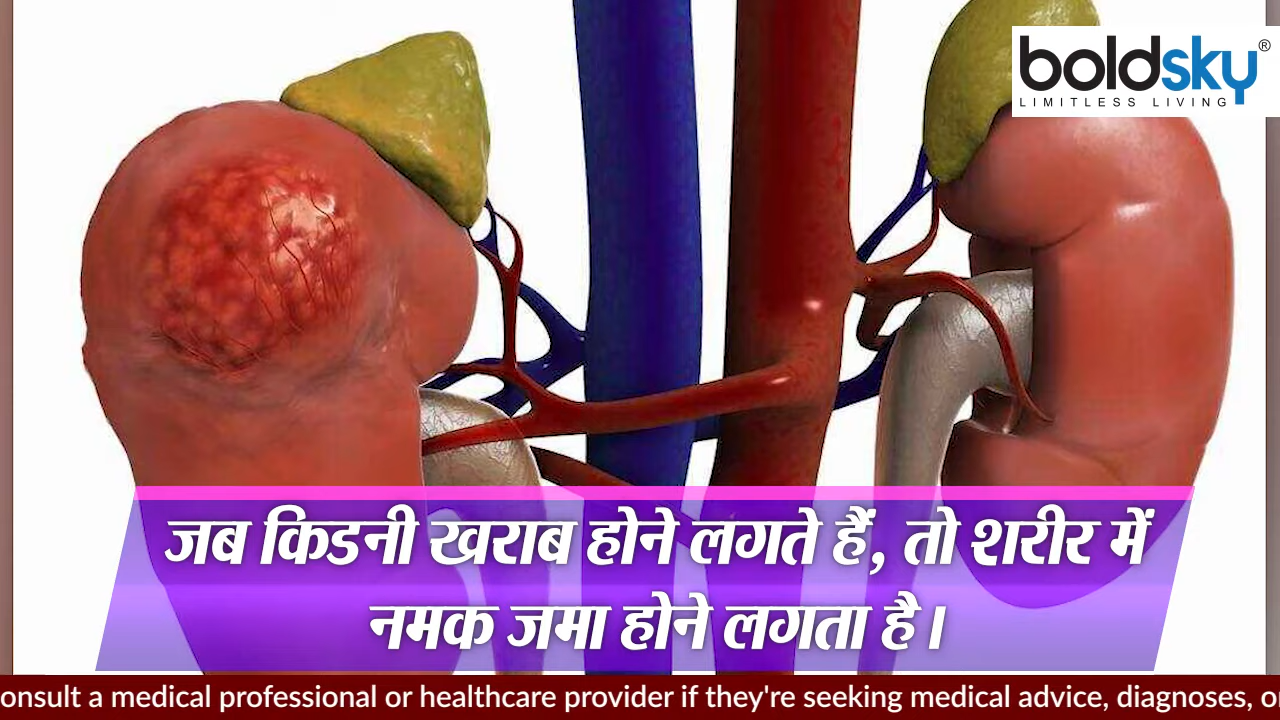 boldsky®
LIMITLESS LIVING
जब किडनी खराब होने लगते हैं, तो शरीर में
नमक जमा होने लगता है।
onsult a medical professional or healthcare provider if they're seeking medical advice, diagnoses, o